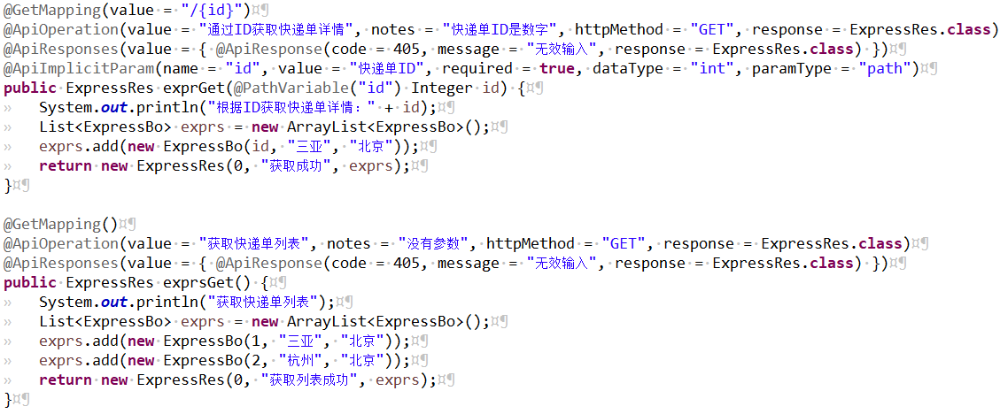 @GetMapping(value = "/{id}")
@ApiOperation(value = "通过ID获取快递单详情", notes = "快递单ID是数字", httpMethod = "GET", response = ExpressRes.class)
@ApiResponses(value = { @ApiResponse(code = 405, message = "无效输入", response = ExpressRes.class) })
@ApiImplicitParam(name = "id", value = "快递单ID", required = true, dataType = "int", paramType = "path")
public ExpressRes exprGet(@PathVariable("id") Integer id) {
    System.out.println("根据ID获取快递单详情：" + id);
    List<ExpressBo> exprs = new ArrayList<ExpressBo>();
    exprs.add(new ExpressBo(id, "三亚", "北京"));
    return new ExpressRes(0, "获取成功", exprs);
}

@GetMapping()
@ApiOperation(value = "获取快递单列表", notes = "没有参数", httpMethod = "GET", response = ExpressRes.class)
@ApiResponses(value = { @ApiResponse(code = 405, message = "无效输入", response = ExpressRes.class) })
public ExpressRes exprsGet() {
    System.out.println("获取快递单列表");
    List<ExpressBo> exprs = new ArrayList<ExpressBo>();
    exprs.add(new ExpressBo(1, "三亚", "北京"));
    exprs.add(new ExpressBo(2, "杭州", "北京"));
    return new ExpressRes(0, "获取列表成功", exprs);
}